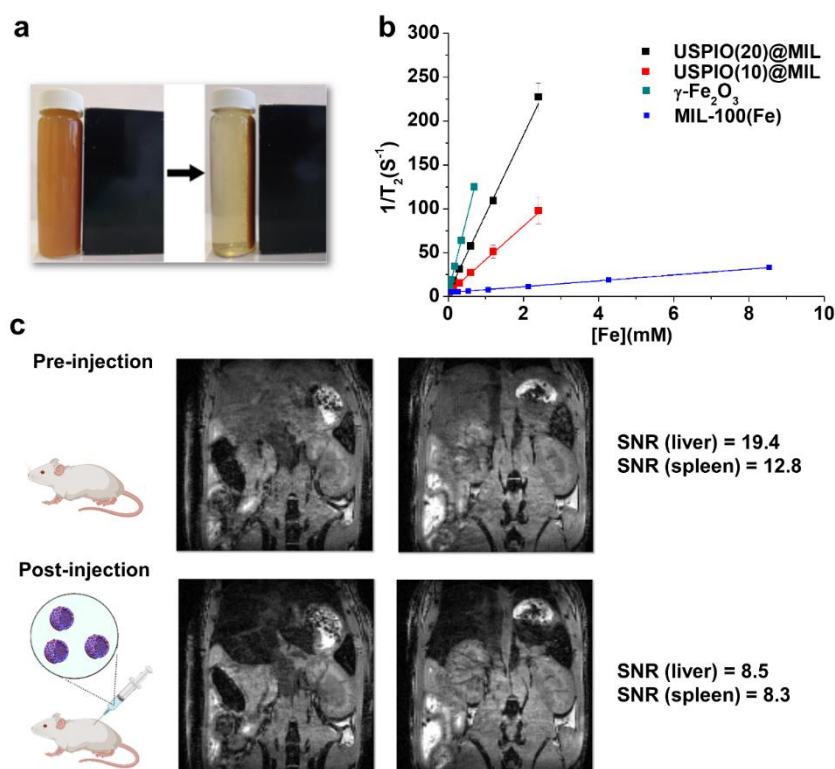 a
b
300
250
200
150
100
50
0
1/T₂(S⁻¹)
USPIO(20)@MIL
USPIO(10)@MIL
γ-Fe₂O₃
MIL-100(Fe)
0 2 4 6 8 10
[Fe](mM)
c
Pre-injection
SNR (liver) = 19.4
SNR (spleen) = 12.8
Post-injection
SNR (liver) = 8.5
SNR (spleen) = 8.3